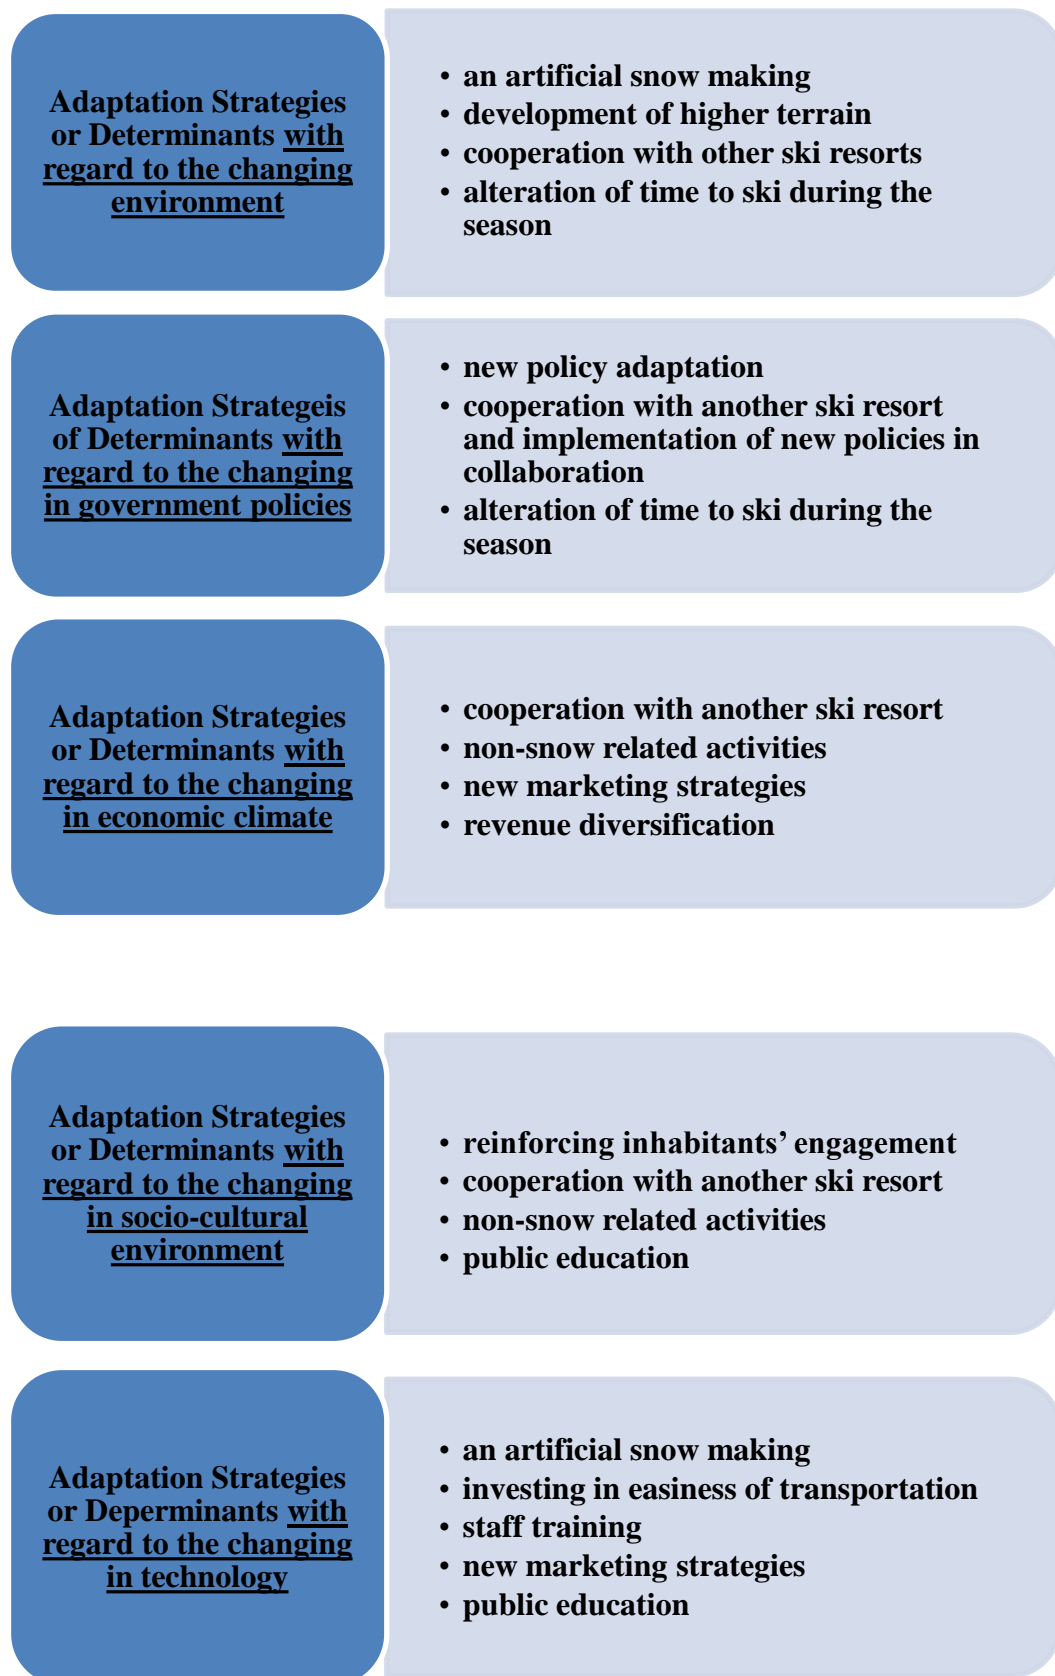 Adaptation Strategies
or Determinants with
regard to the changing
environment
• an artificial snow making
• development of higher terrain
• cooperation with other ski resorts
• alteration of time to ski during the
season
Adaptation Strategeis
of Determinants with
regard to the changing
in government policies
• new policy adaptation
• cooperation with another ski resort
and implementation of new policies in
collaboration
• alteration of time to ski during the
season
Adaptation Strategies
or Determinants with
regard to the changing
in economic climate
• cooperation with another ski resort
• non-snow related activities
• new marketing strategies
• revenue diversification
Adaptation Strategies
or Determinants with
regard to the changing
in socio-cultural
environment
• reinforcing inhabitants’ engagement
• cooperation with another ski resort
• non-snow related activities
• public education
Adaptation Strategies
or Deperminants with
regard to the changing
in technology
• an artificial snow making
• investing in easiness of transportation
• staff training
• new marketing strategies
• public education